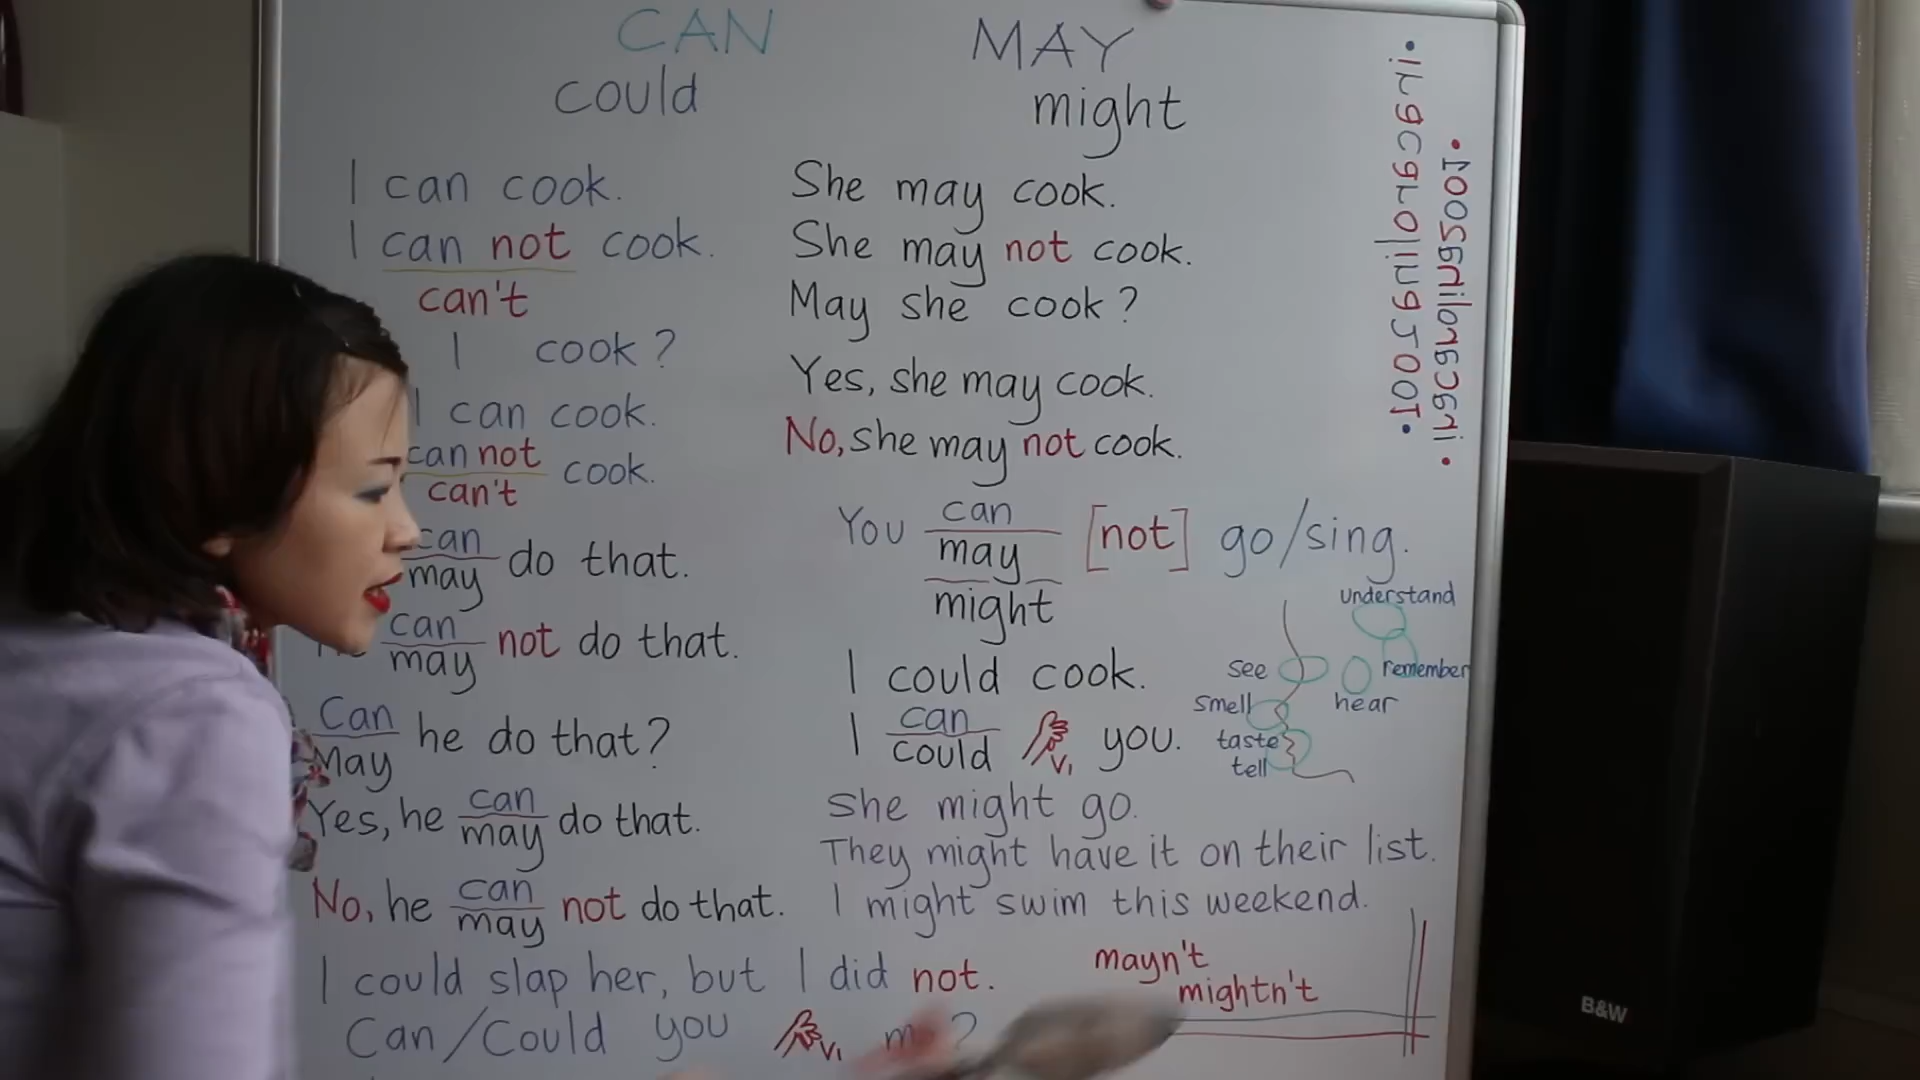 CAN MAY
could might
I can cook.
I can not cook.
can't
I cook?
I can cook.
can not cook.
can't
can
may do that.
can
may not do that.
Can
May he do that?
Yes, he can
may do that.
No, he can
may not do that.
I could slap her, but I did not.
Can/Could you V1 me?
She may cook.
She may not cook.
May she cook?
Yes, she may cook.
No, she may not cook.
You can
may
might [not] go/sing.
I could cook.
I can
could V1 you.
She might go.
They might have it on their list.
I might swim this weekend.
mayn't
mightn't
understand
see
remember
smell
hear
taste
tell
B&W